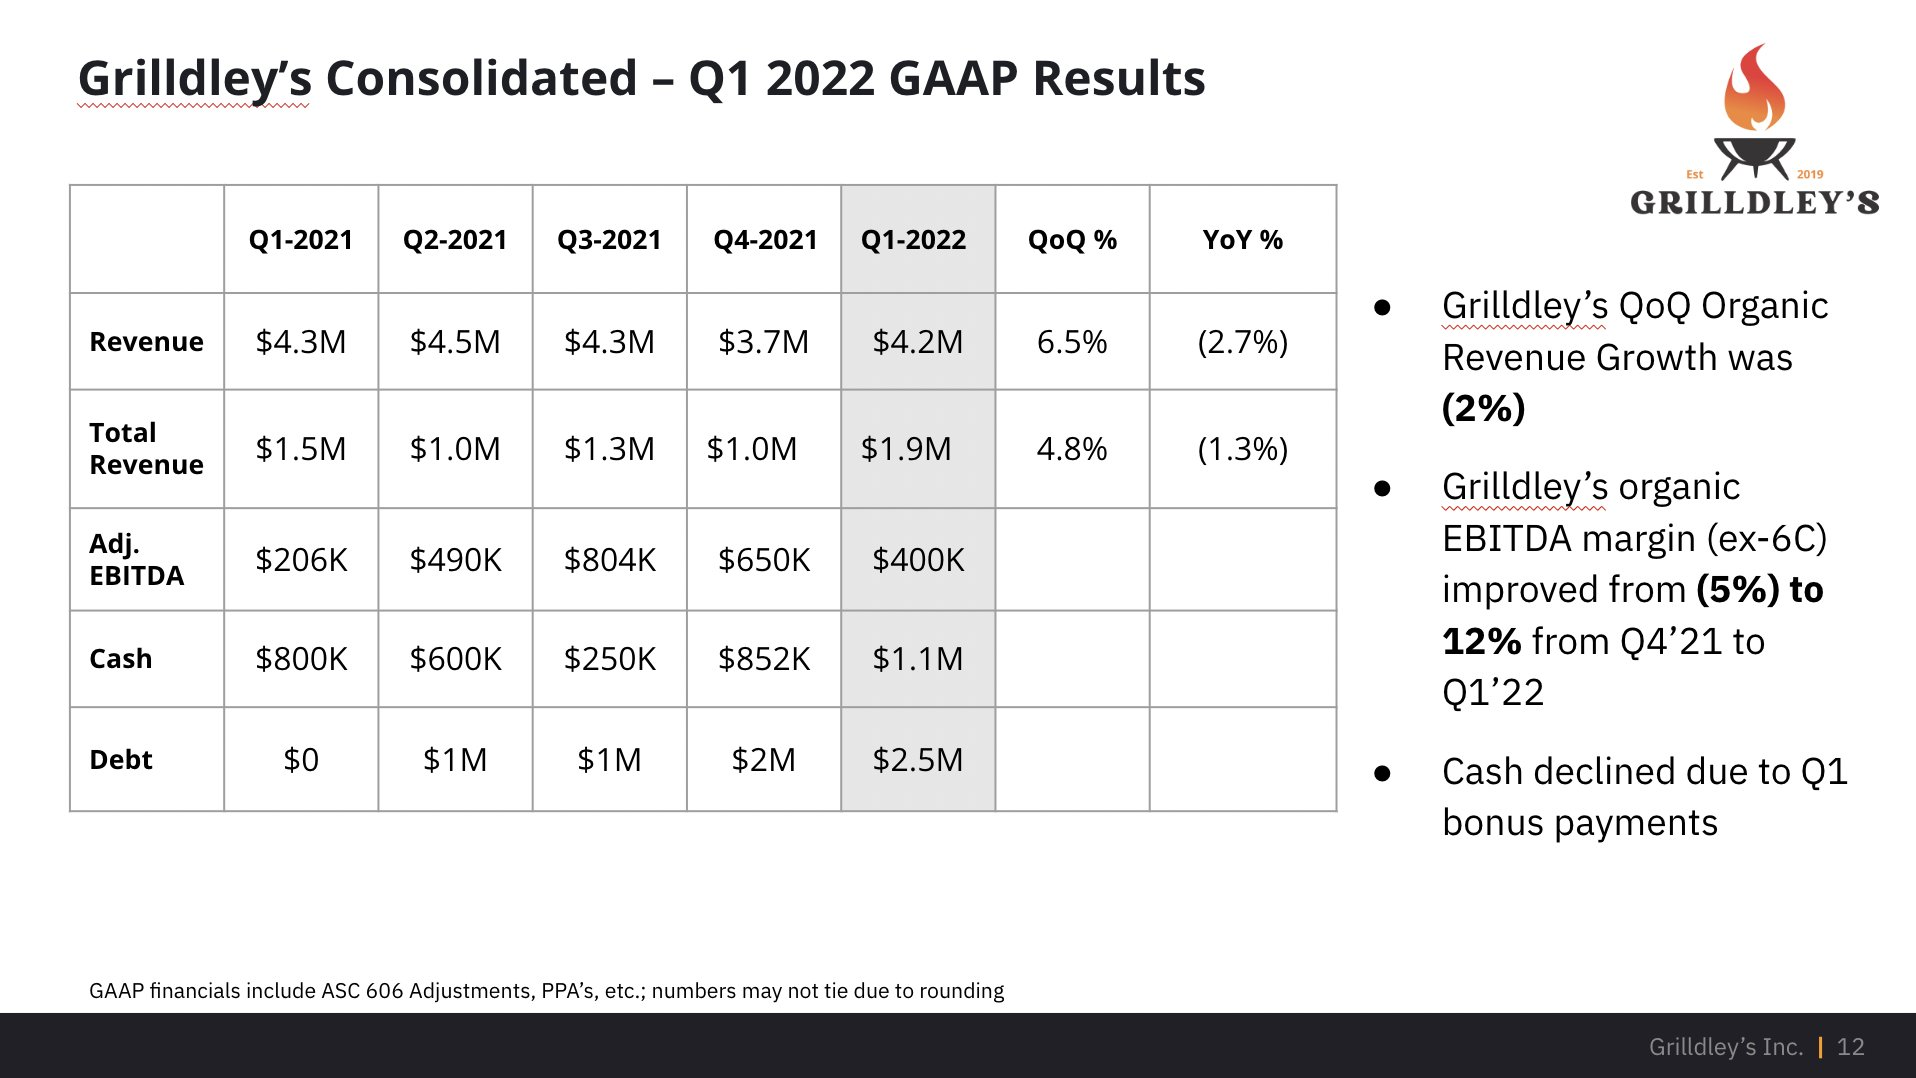 Grilldley’s Consolidated – Q1 2022 GAAP Results
Est 2019
GRILLDLEY’S
Q1-2021 Q2-2021 Q3-2021 Q4-2021 Q1-2022 QoQ % YoY %
Revenue $4.3M $4.5M $4.3M $3.7M $4.2M 6.5% (2.7%)
Total
Revenue $1.5M $1.0M $1.3M $1.0M $1.9M 4.8% (1.3%)
Adj.
EBITDA $206K $490K $804K $650K $400K
Cash $800K $600K $250K $852K $1.1M
Debt $0 $1M $1M $2M $2.5M
● Grilldley’s QoQ Organic
Revenue Growth was
(2%)
● Grilldley’s organic
EBITDA margin (ex-6C)
improved from (5%) to
12% from Q4’21 to
Q1’22
● Cash declined due to Q1
bonus payments
GAAP financials include ASC 606 Adjustments, PPA’s, etc.; numbers may not tie due to rounding
Grilldley’s Inc. | 12